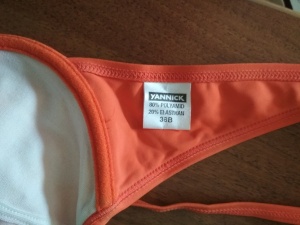 YANNICK
80% POLYAMID
20% ELASTHAN
36B